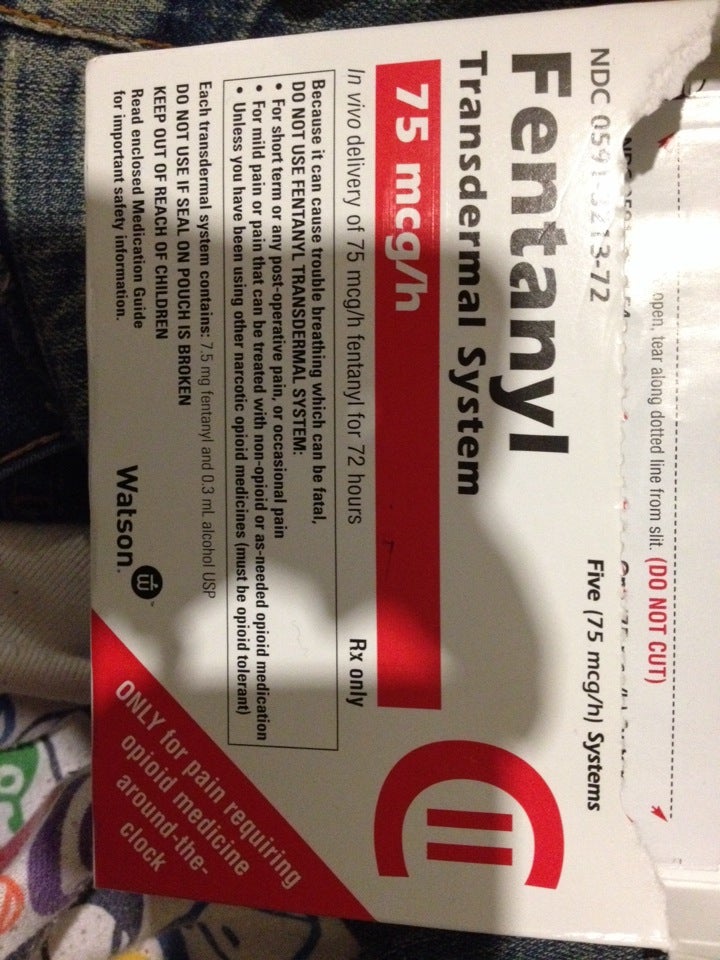 NDC 0591-3213-72
Five (75 mcg/h) Systems
Fentanyl
Transdermal System
75 mcg/h
CII
In vivo delivery of 75 mcg/h fentanyl for 72 hours
Rx only
Because it can cause trouble breathing which can be fatal,
DO NOT USE FENTANYL TRANSDERMAL SYSTEM:
• For short term or any post-operative pain, or occasional pain
• For mild pain or pain that can be treated with non-opioid or as-needed opioid medication
• Unless you have been using other narcotic opioid medicines (must be opioid tolerant)
Each transdermal system contains: 7.5 mg fentanyl and 0.3 mL alcohol USP
DO NOT USE IF SEAL ON POUCH IS BROKEN
KEEP OUT OF REACH OF CHILDREN
Read enclosed Medication Guide
for important safety information.
Watson.
ONLY for pain requiring
opioid medicine
around-the-
clock
open, tear along dotted line from slit. (DO NOT CUT)